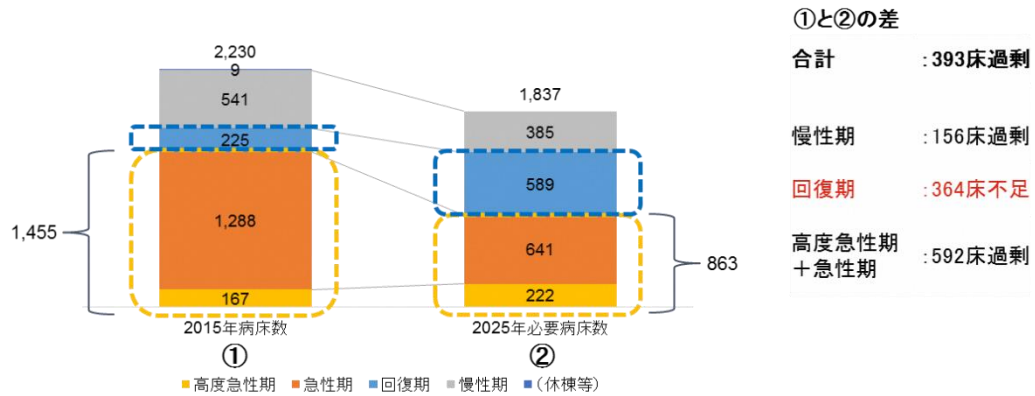 ①と②の差
合計 :393床過剰
慢性期 :156床過剰
回復期 :364床不足
高度急性期
+急性期 :592床過剰
2,230
9
541
225
1,288
167
1,455
2015年病床数
①
1,837
385
589
641
222
863
2025年必要病床数
②
高度急性期 急性期 回復期 慢性期 (休棟等)